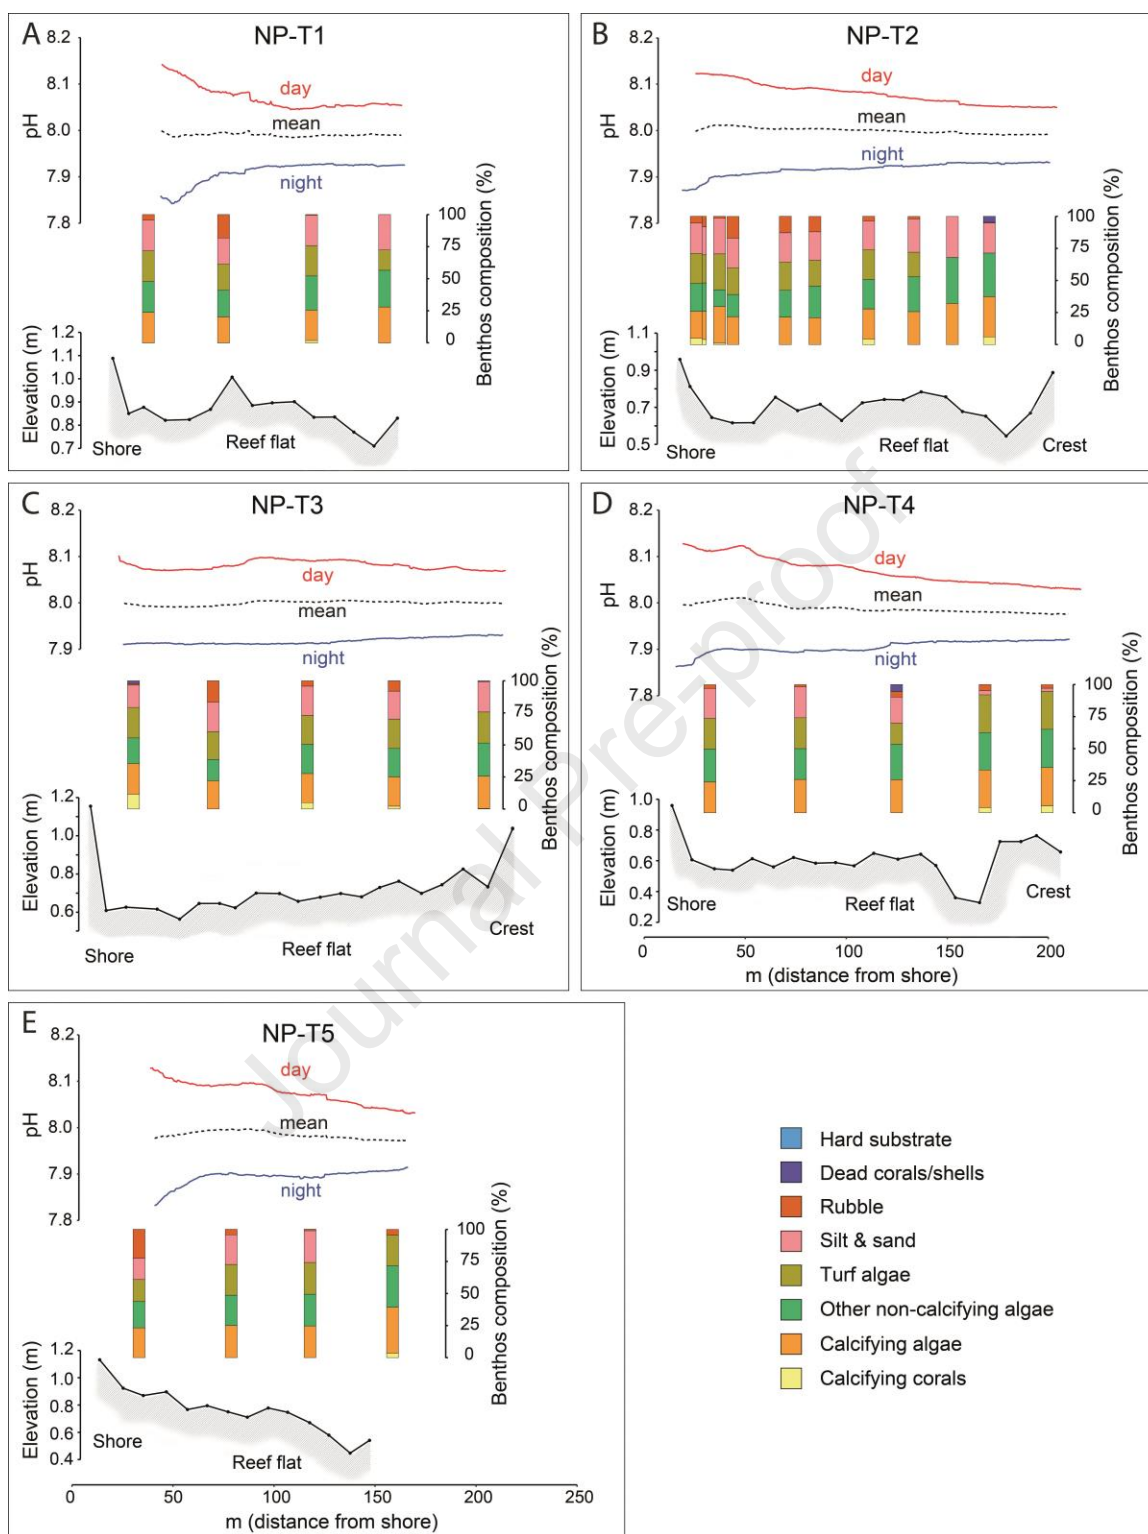 A
NP-T1
8.2
8.1
8.0
7.9
7.8
pH
day
mean
night
100
75
50
25
0
Benthos composition (%)
1.2
1.1
1.0
0.9
0.8
0.7
Elevation (m)
Shore
Reef flat
B
NP-T2
8.2
8.1
8.0
7.9
7.8
pH
day
mean
night
100
75
50
25
0
Benthos composition (%)
1.1
0.9
0.7
0.5
Elevation (m)
Shore
Reef flat
Crest
C
NP-T3
8.2
8.1
8.0
7.9
pH
day
mean
night
100
75
50
25
0
Benthos composition (%)
1.2
1.0
0.8
0.6
Elevation (m)
Shore
Reef flat
Crest
D
NP-T4
8.2
8.1
8.0
7.9
7.8
pH
day
mean
night
100
75
50
25
0
Benthos composition (%)
1.0
0.8
0.6
0.4
0.2
Elevation (m)
Shore
Reef flat
Crest
0 50 100 150 200
m (distance from shore)
E
NP-T5
8.2
8.1
8.0
7.9
7.8
pH
day
mean
night
100
75
50
25
0
Benthos composition (%)
1.2
1.0
0.8
0.6
0.4
Elevation (m)
Shore
Reef flat
0 50 100 150 200 250
m (distance from shore)
Hard substrate
Dead corals/shells
Rubble
Silt & sand
Turf algae
Other non-calcifying algae
Calcifying algae
Calcifying corals
Journal Pre-proof